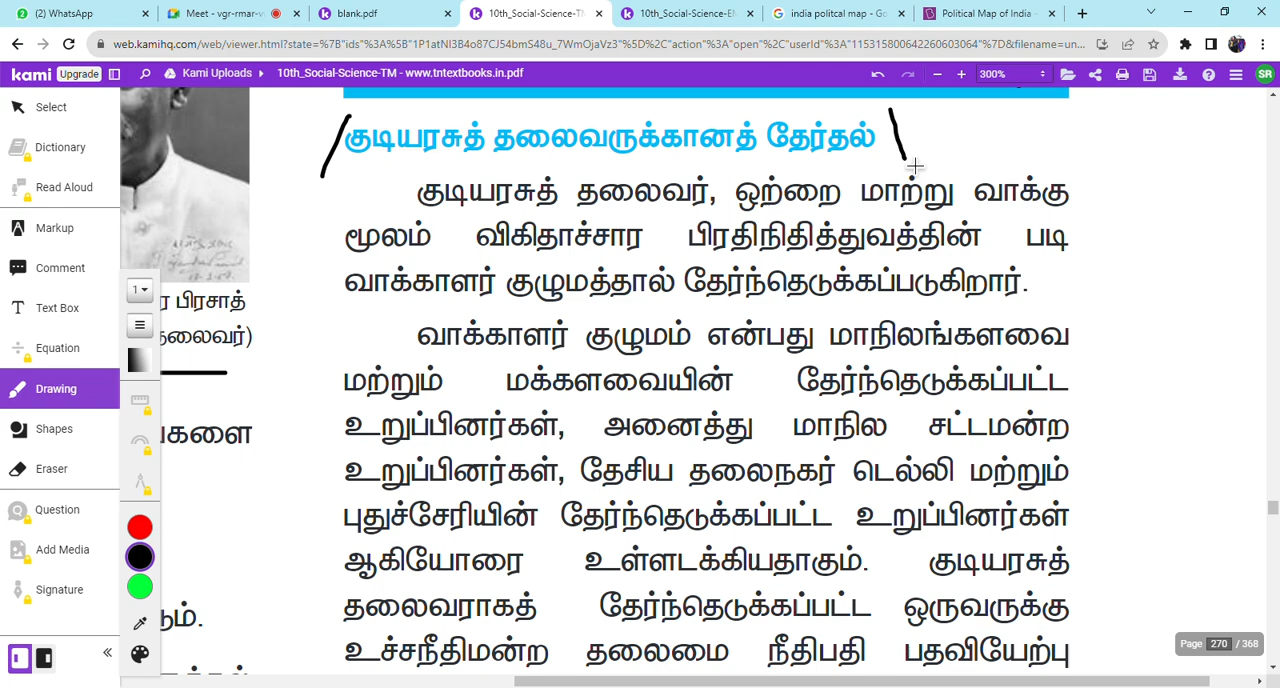 (2) WhatsApp
Meet - vgr-rmar-v
blank.pdf
10th_Social-Science-T
10th_Social-Science-E
india politcal map - Go
Political Map of India -
web.kamihq.com/web/viewer.html?state=%7B"ids"%3A%5B"1P1atNI3B4o87CJ54bmS48u_7WmOjaVz3"%5D%2C"action"%3A"open"%2C"userId"%3A"115315800642260603064"%7D&filename=un...
kami Upgrade
Kami Uploads
10th_Social-Science-TM - www.tntextbooks.in.pdf
300%
SR
Select
Dictionary
Read Aloud
Markup
Comment
Text Box
Equation
Drawing
Shapes
Eraser
Question
Add Media
Signature
1
ர பிரசாத்
தலைவர்)
களை
தும்.
குடியரசுத் தலைவருக்கானத் தேர்தல்
குடியரசுத் தலைவர், ஒற்றை மாற்று வாக்கு
மூலம் விகிதாச்சார பிரதிநிதித்துவத்தின் படி
வாக்காளர் குழுமத்தால் தேர்ந்தெடுக்கப்படுகிறார்.
வாக்காளர் குழுமம் என்பது மாநிலங்களவை
மற்றும் மக்களவையின் தேர்ந்தெடுக்கப்பட்ட
உறுப்பினர்கள், அனைத்து மாநில சட்டமன்ற
உறுப்பினர்கள், தேசிய தலைநகர் டெல்லி மற்றும்
புதுச்சேரியின் தேர்ந்தெடுக்கப்பட்ட உறுப்பினர்கள்
ஆகியோரை உள்ளடக்கியதாகும். குடியரசுத்
தலைவராகத் தேர்ந்தெடுக்கப்பட்ட ஒருவருக்கு
உச்சநீதிமன்ற தலைமை நீதிபதி பதவியேற்பு
Page 270 / 368